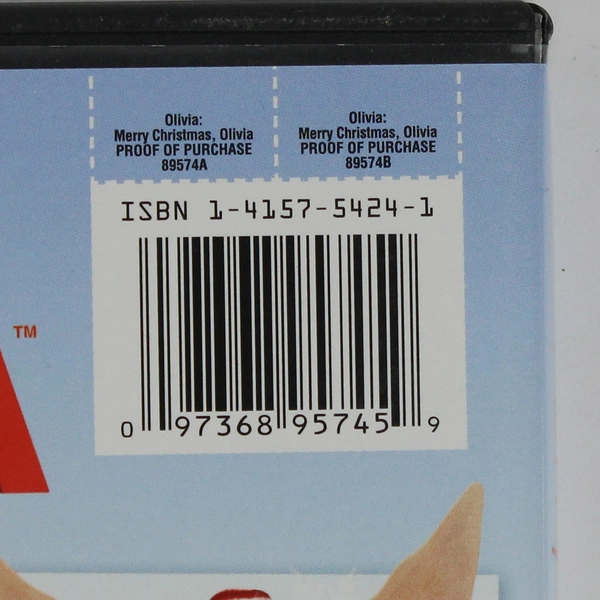 Olivia:
Merry Christmas, Olivia
PROOF OF PURCHASE
89574A
Olivia:
Merry Christmas, Olivia
PROOF OF PURCHASE
89574B
ISBN 1-4157-5424-1
TM
0 97368 95745 9